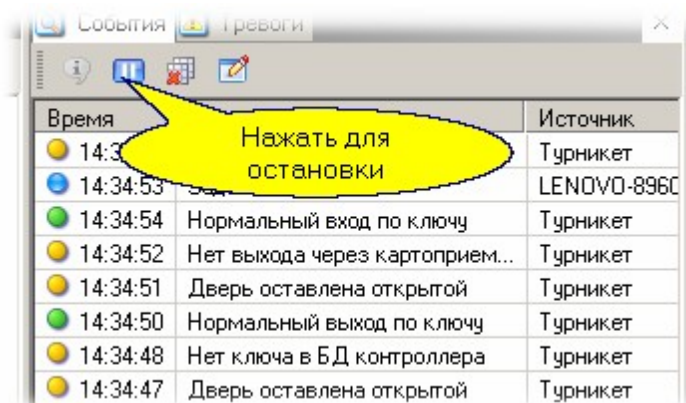 События Тревоги
Время Источник
Нажать для
остановки
14:3 Турникет
14:34:53 LENOVO-8960
14:34:54 Нормальный вход по ключу Турникет
14:34:52 Нет выхода через картоприем... Турникет
14:34:51 Дверь оставлена открытой Турникет
14:34:50 Нормальный выход по ключу Турникет
14:34:48 Нет ключа в БД контроллера Турникет
14:34:47 Дверь оставлена открытой Турникет